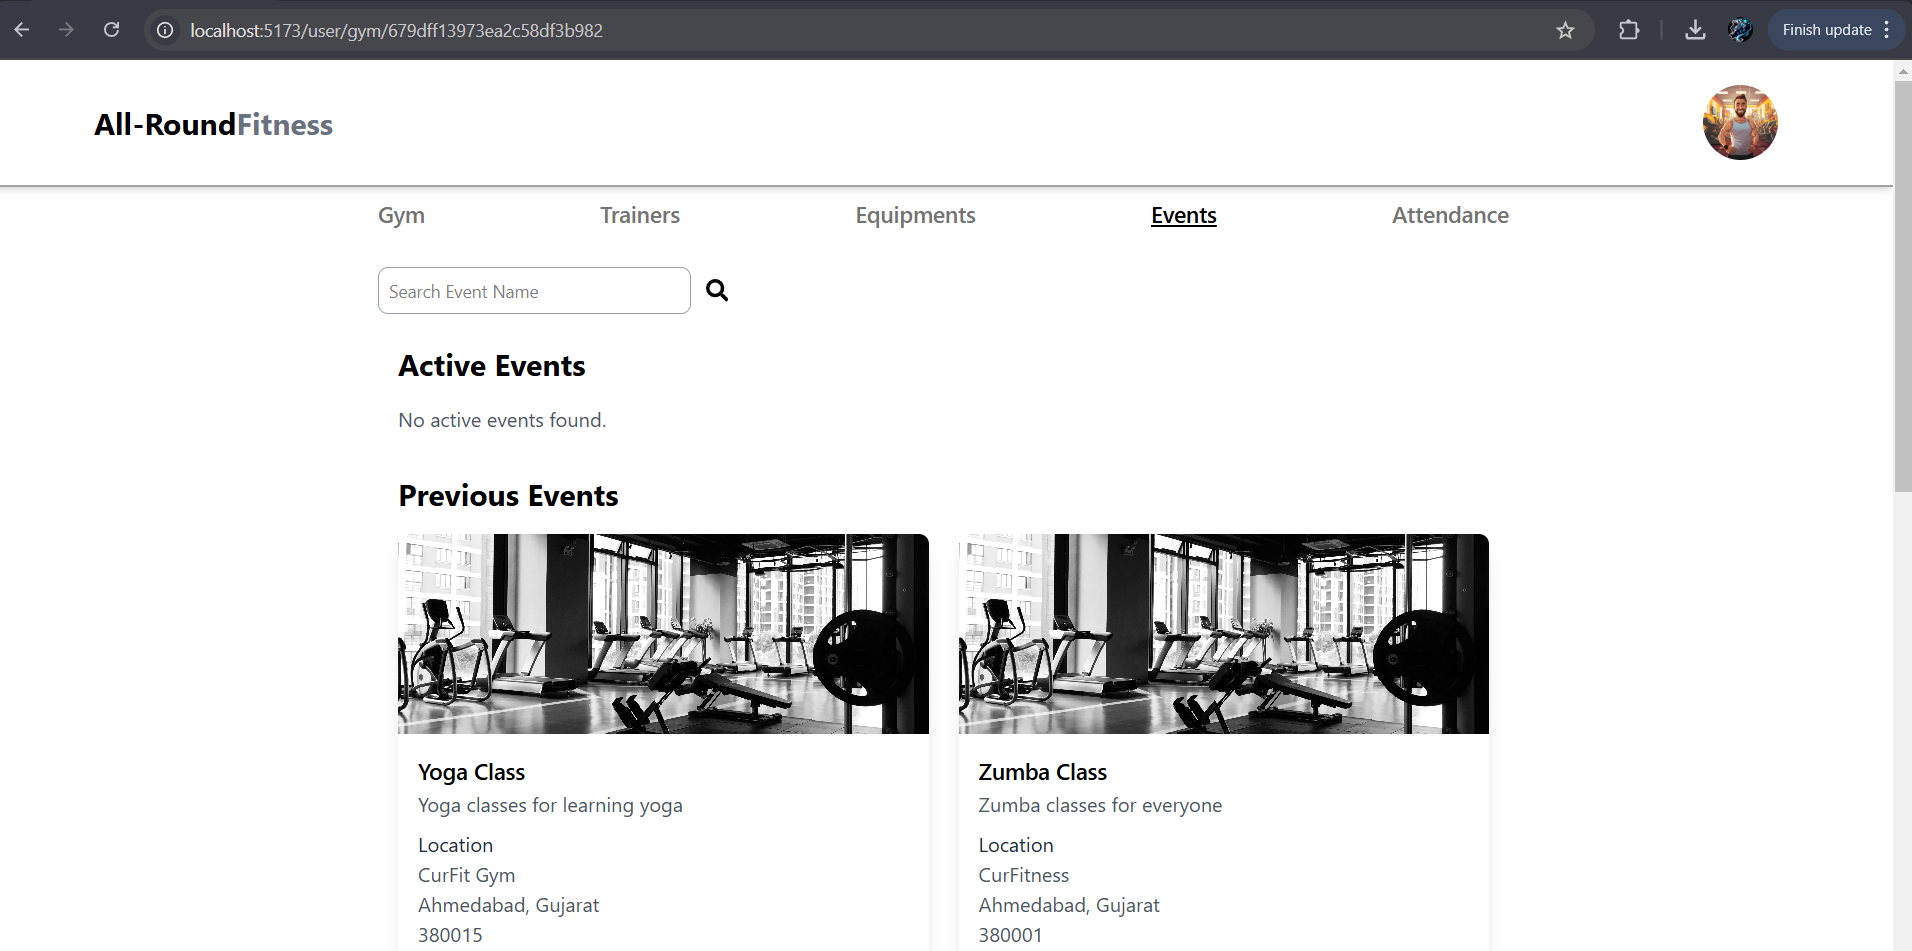 localhost:5173/user/gym/679dff13973ea2c58df3b982
Finish update
All-RoundFitness
Gym Trainers Equipments Events Attendance
Search Event Name
Active Events
No active events found.
Previous Events
Yoga Class
Yoga classes for learning yoga
Location
CurFit Gym
Ahmedabad, Gujarat
380015
Zumba Class
Zumba classes for everyone
Location
CurFitness
Ahmedabad, Gujarat
380001